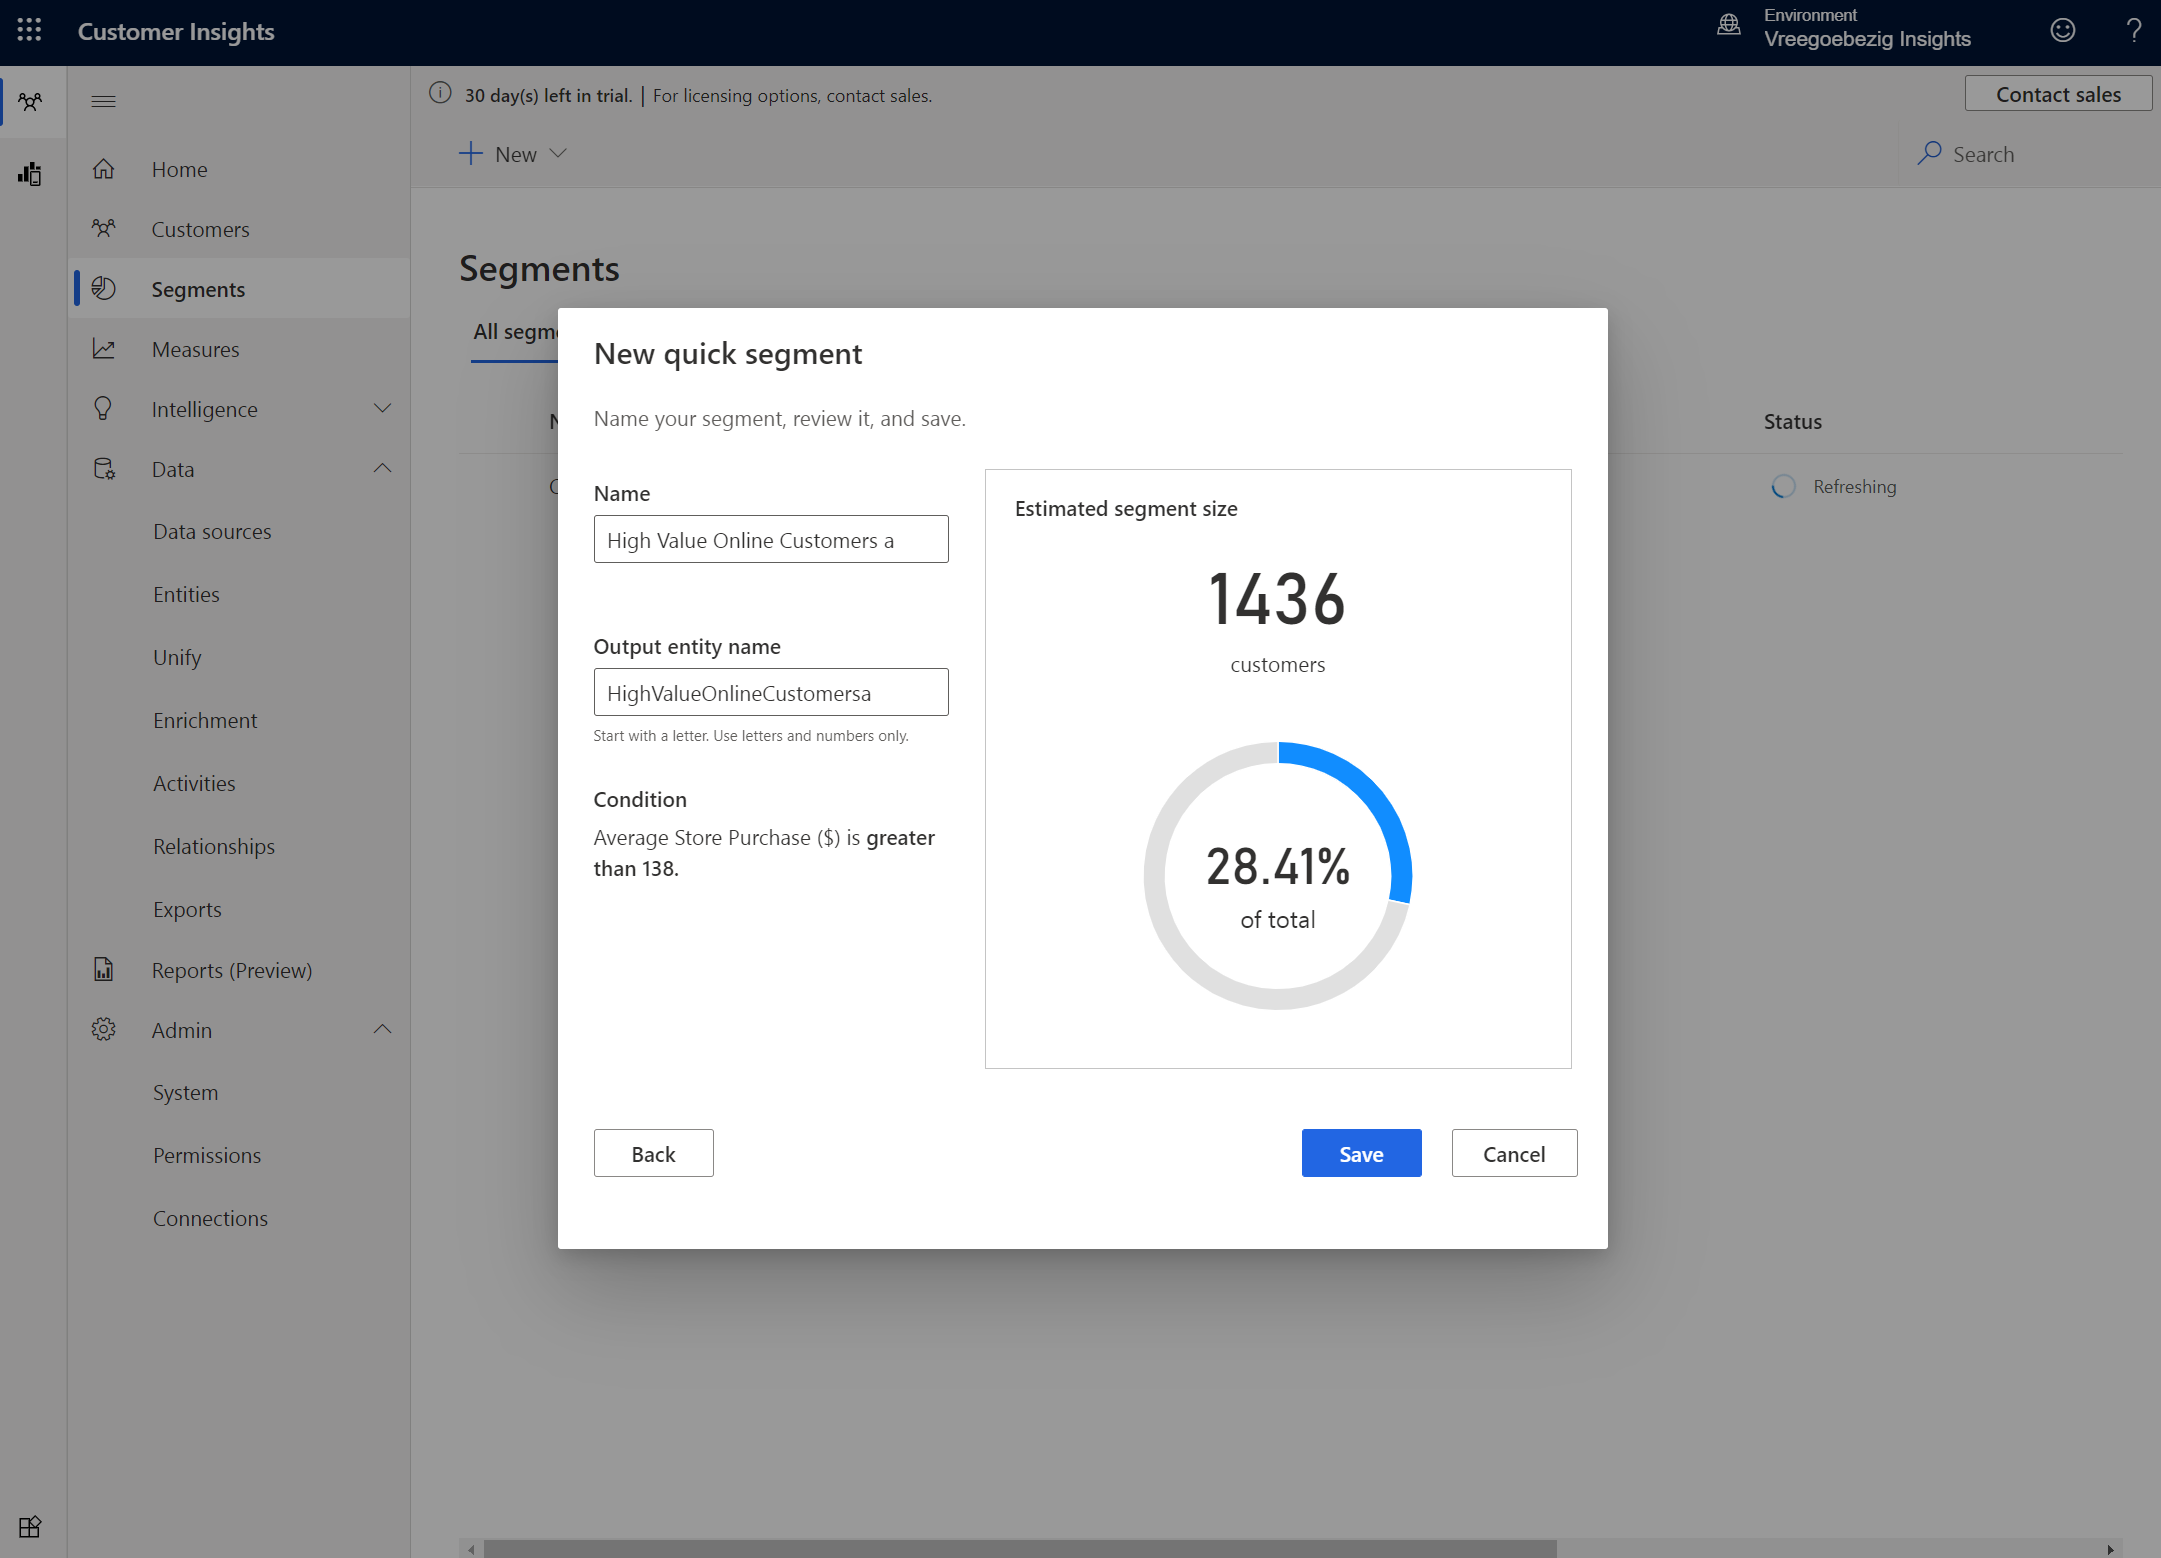 Customer Insights
Environment
Vreegoebezig Insights
?
30 day(s) left in trial. | For licensing options, contact sales.
Contact sales
New
Search
Home
Customers
Segments
Measures
Intelligence
Data
Data sources
Entities
Unify
Enrichment
Activities
Relationships
Exports
Reports (Preview)
Admin
System
Permissions
Connections
Segments
All segm
Status
Refreshing
New quick segment
Name your segment, review it, and save.
Name
High Value Online Customers a
Output entity name
HighValueOnlineCustomersa
Start with a letter. Use letters and numbers only.
Condition
Average Store Purchase ($) is greater
than 138.
Estimated segment size
1436
customers
28.41%
of total
Back
Save
Cancel